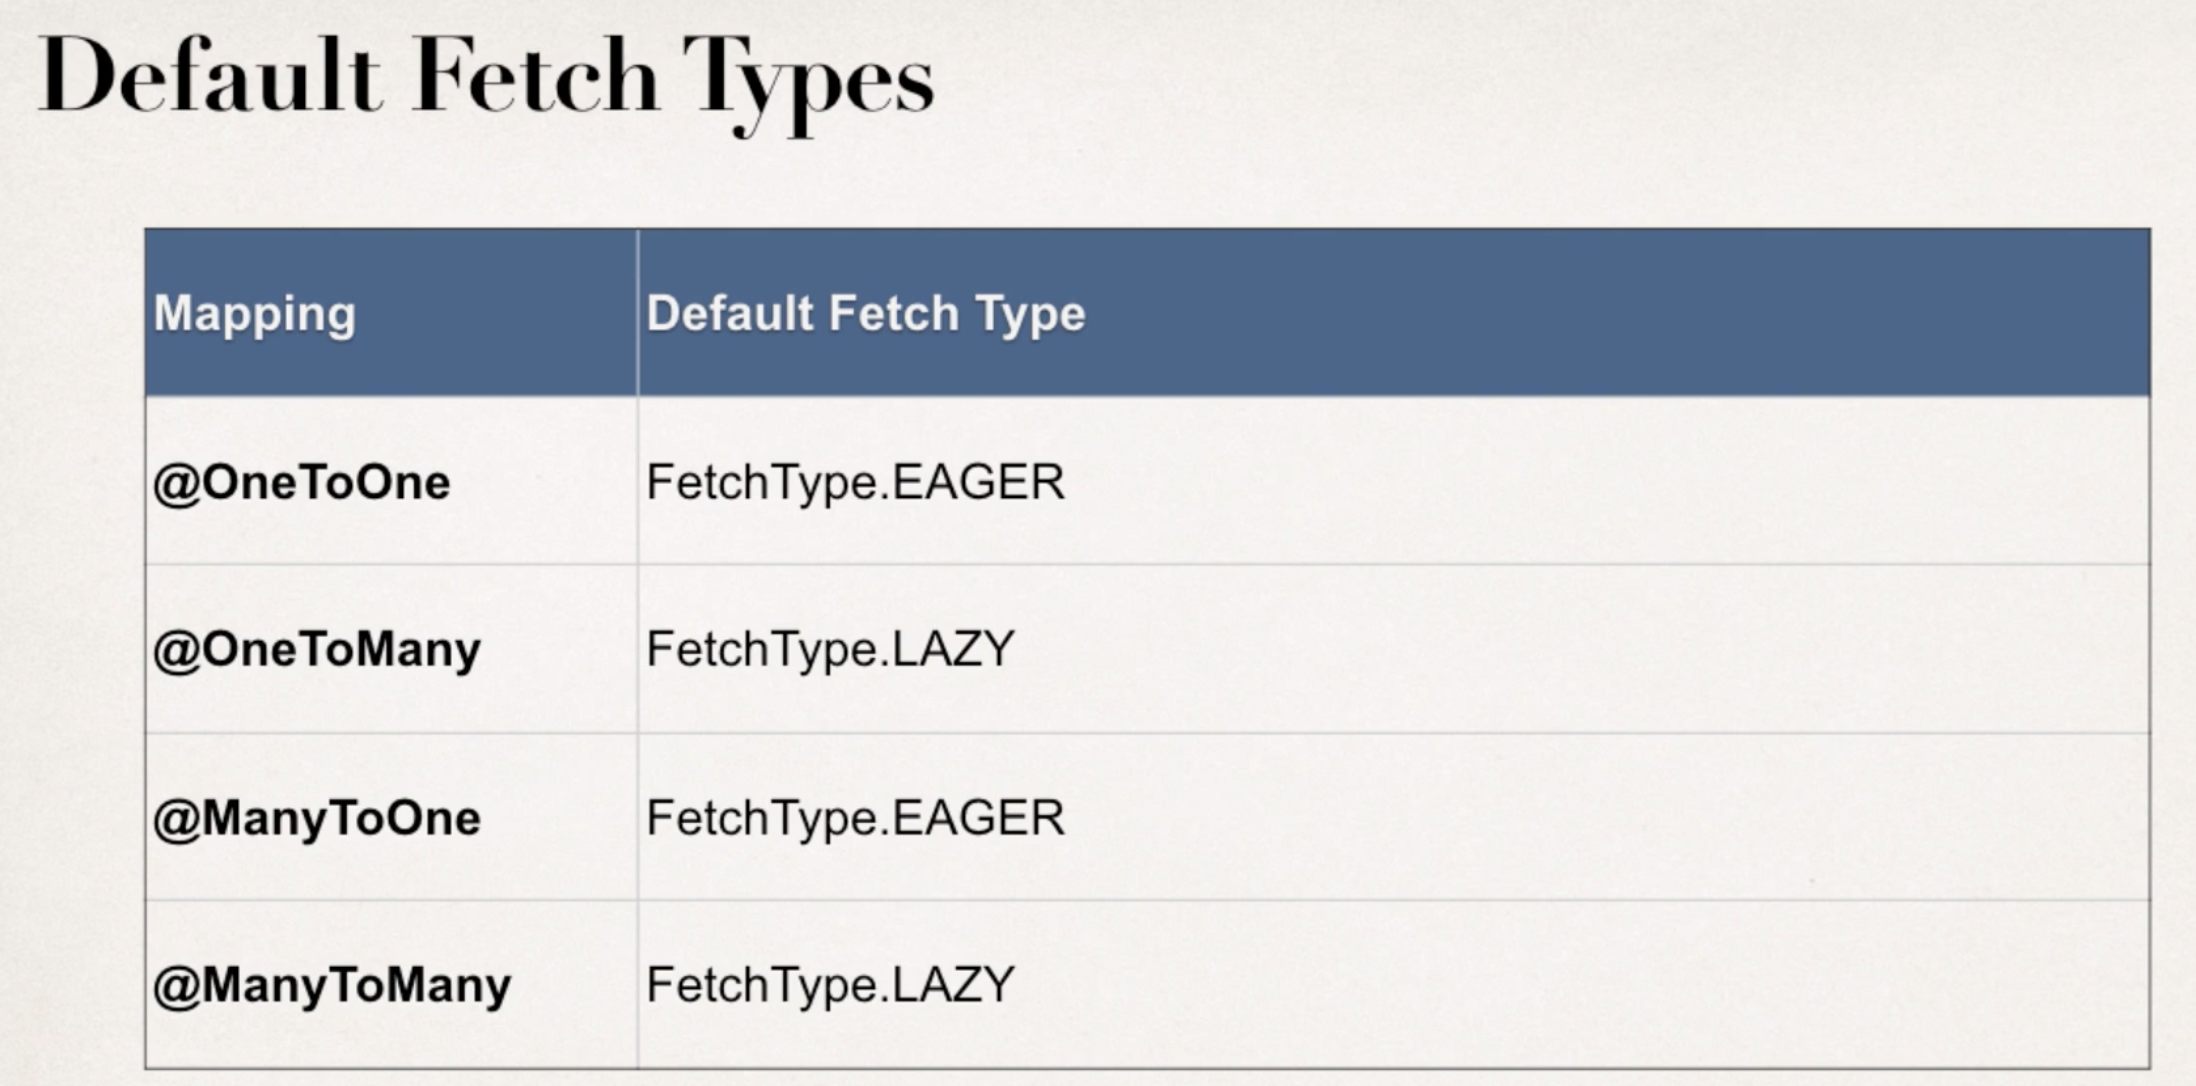 Default Fetch Types
Mapping Default Fetch Type
@OneToOne FetchType.EAGER
@OneToMany FetchType.LAZY
@ManyToOne FetchType.EAGER
@ManyToMany FetchType.LAZY